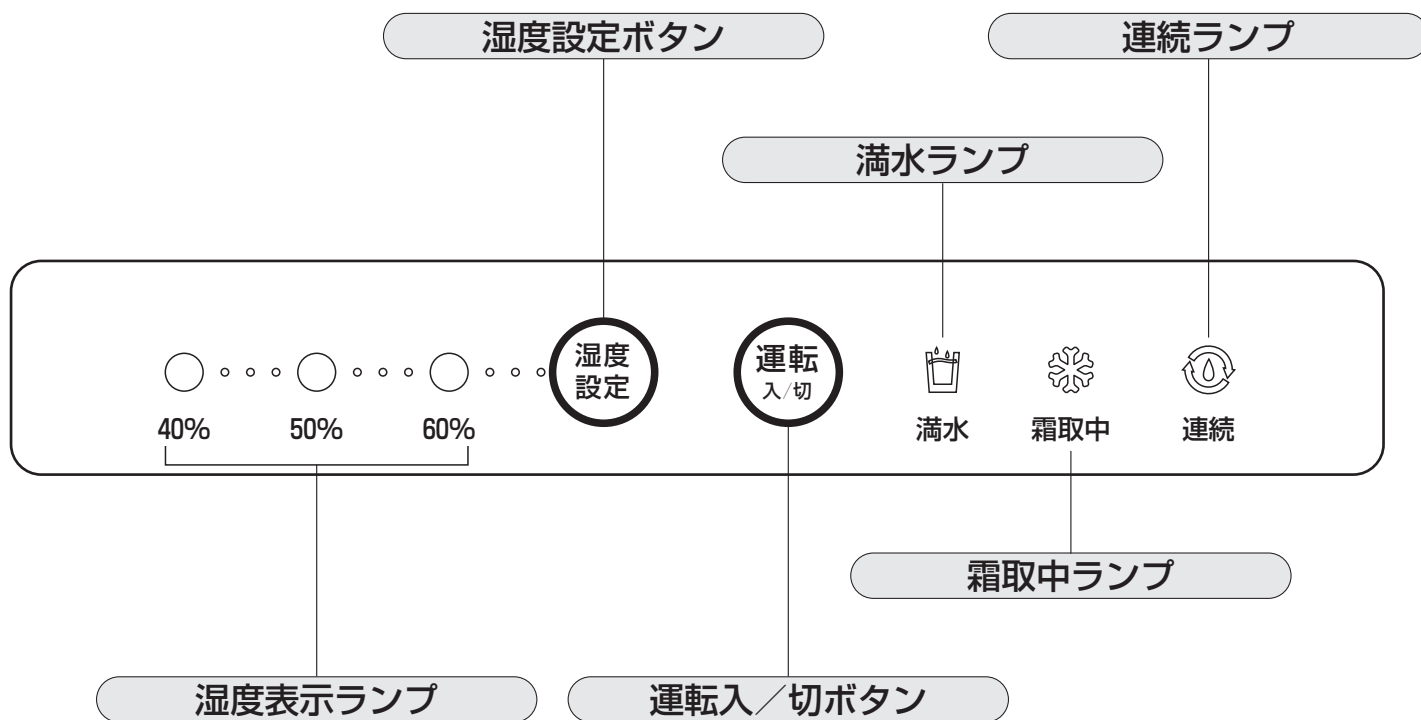 湿度設定ボタン
連続ランプ
満水ランプ
湿度
設定
運転
入/切
40%
50%
60%
満水
霜取中
連続
霜取中ランプ
湿度表示ランプ
運転入／切ボタン